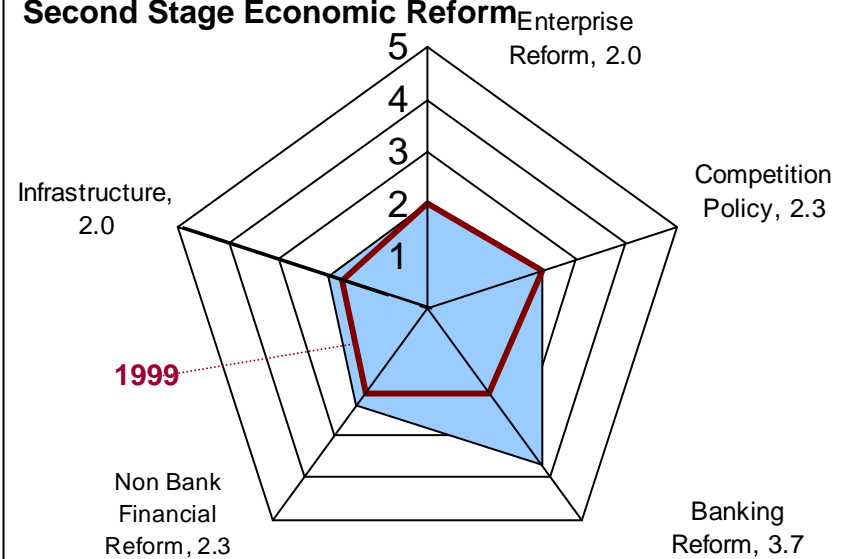 Second Stage Economic Reform
Enterprise
Reform, 2.0
5
4
3
2
1
Competition
Policy, 2.3
Infrastructure,
2.0
1999
Non Bank
Financial
Reform, 2.3
Banking
Reform, 3.7